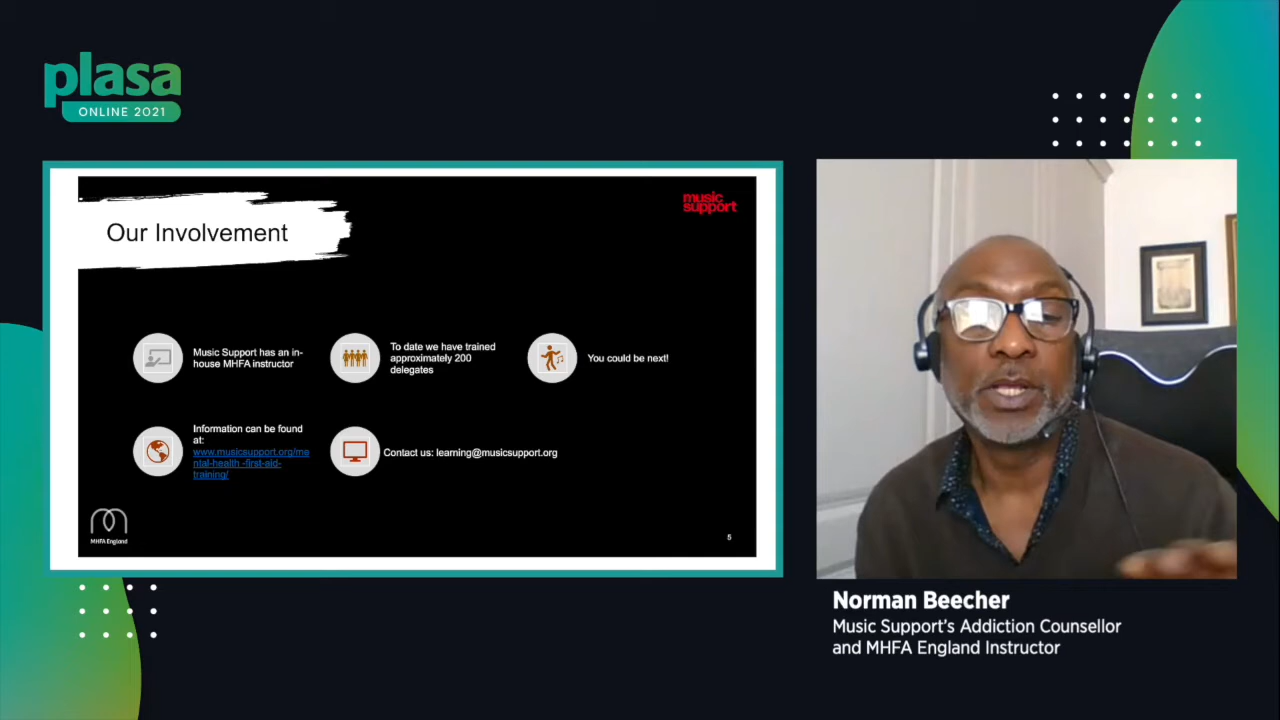 plasa
ONLINE 2021
music
support
Our Involvement
Music Support has an in-
house MHFA instructor
To date we have trained
approximately 200
delegates
You could be next!
Information can be found
at:
www.musicsupport.org/me
ntal-health -first-aid-
training/
Contact us: learning@musicsupport.org
MHFA England
5
Norman Beecher
Music Support's Addiction Counsellor
and MHFA England Instructor